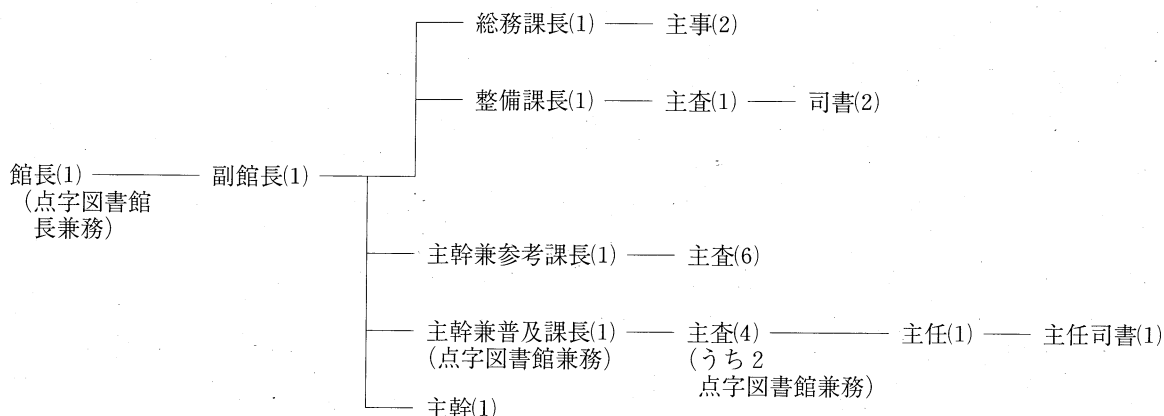 総務課長(1) 主事(2)
整備課長(1) 主査(1) 司書(2)
館長(1) 副館長(1)
(点字図書館
長兼務)
主幹兼参考課長(1) 主査(6)
主幹兼普及課長(1) 主査(4) 主任(1) 主任司書(1)
(点字図書館兼務) (うち2
点字図書館兼務)
主幹(1)